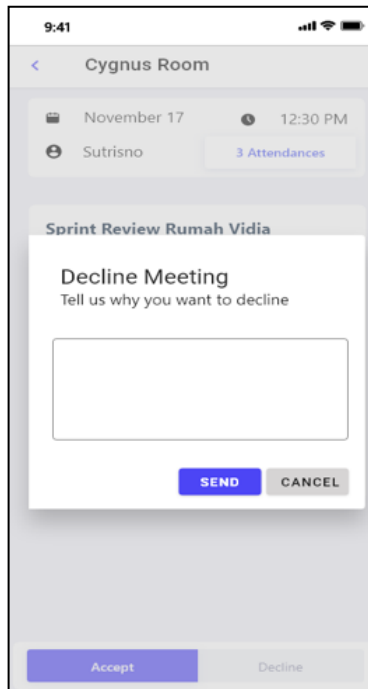 9:41
Cygnus Room
November 17 12:30 PM
Sutrisno 3 Attendances
Sprint Review Rumah Vidia
Decline Meeting
Tell us why you want to decline
SEND CANCEL
Accept Decline